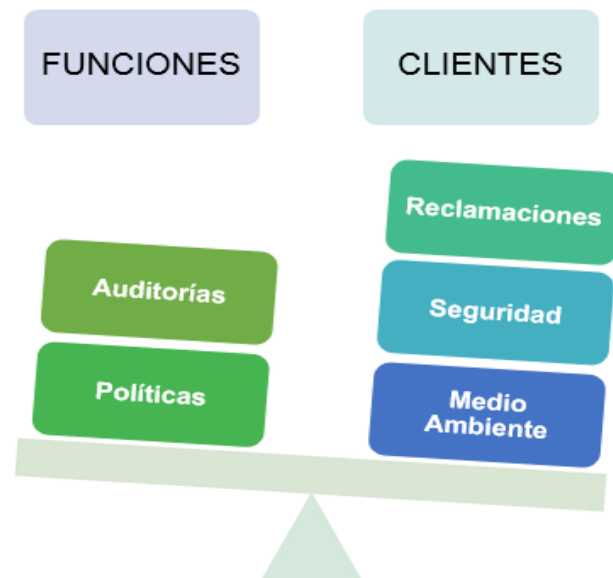 FUNCIONES
CLIENTES
Reclamaciones
Auditorías
Seguridad
Políticas
Medio
Ambiente